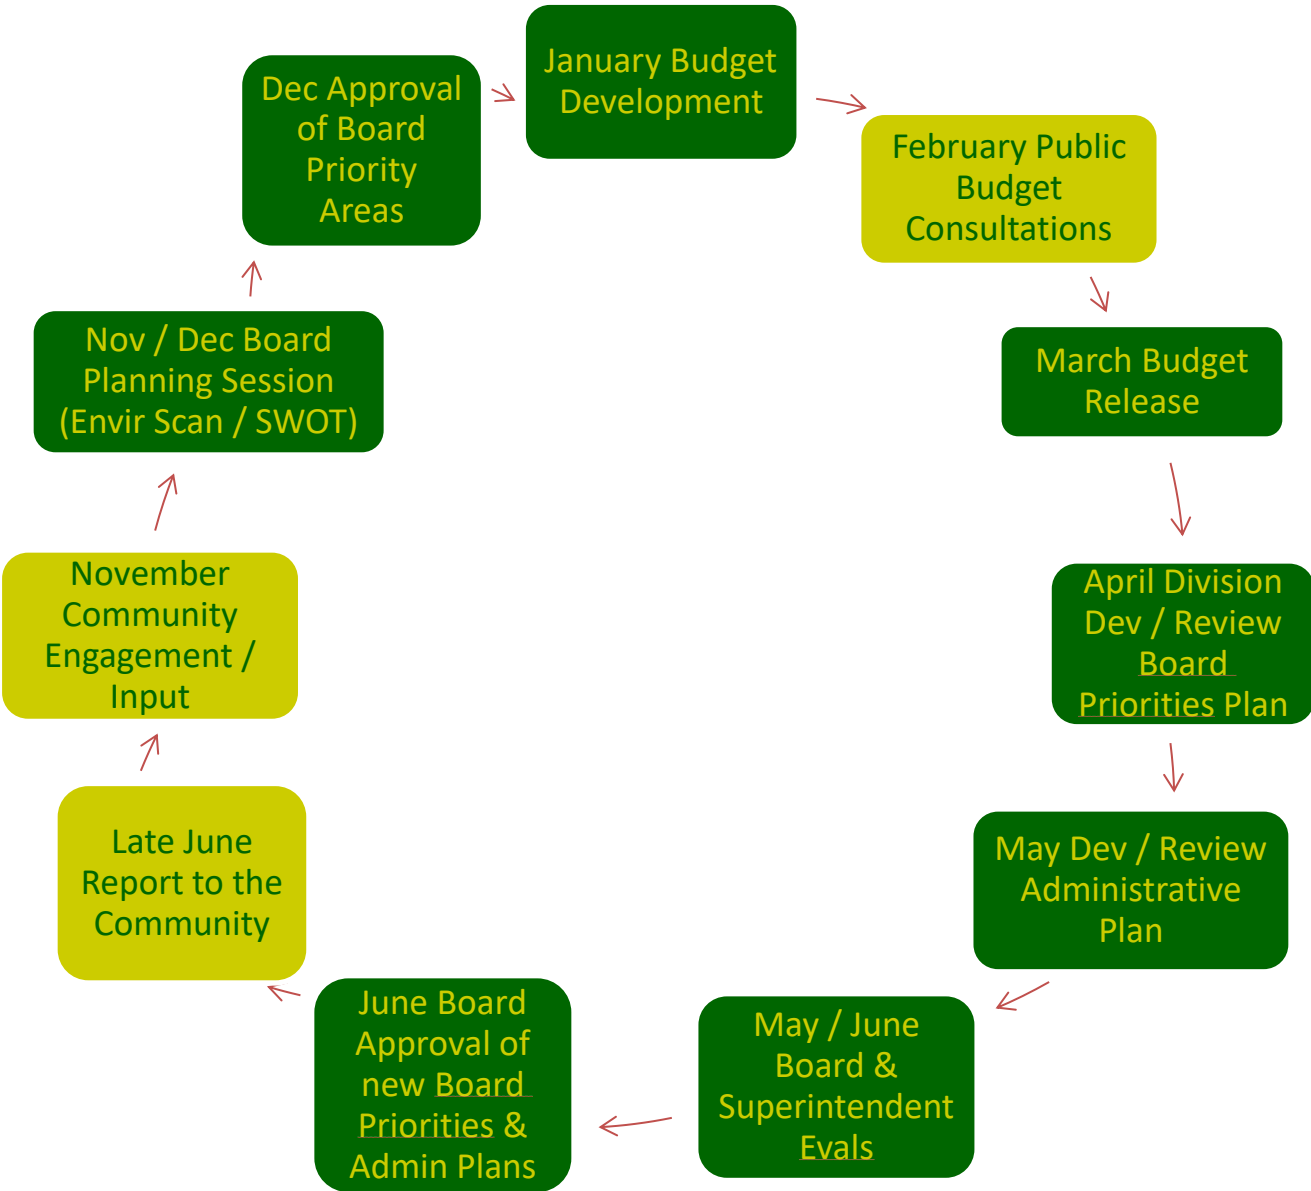 January Budget
Development
February Public
Budget
Consultations
March Budget
Release
April Division
Dev / Review
Board
Priorities Plan
May Dev / Review
Administrative
Plan
May / June
Board &
Superintendent
Evals
June Board
Approval of
new Board
Priorities &
Admin Plans
Late June
Report to the
Community
November
Community
Engagement /
Input
Nov / Dec Board
Planning Session
(Envir Scan / SWOT)
Dec Approval
of Board
Priority
Areas